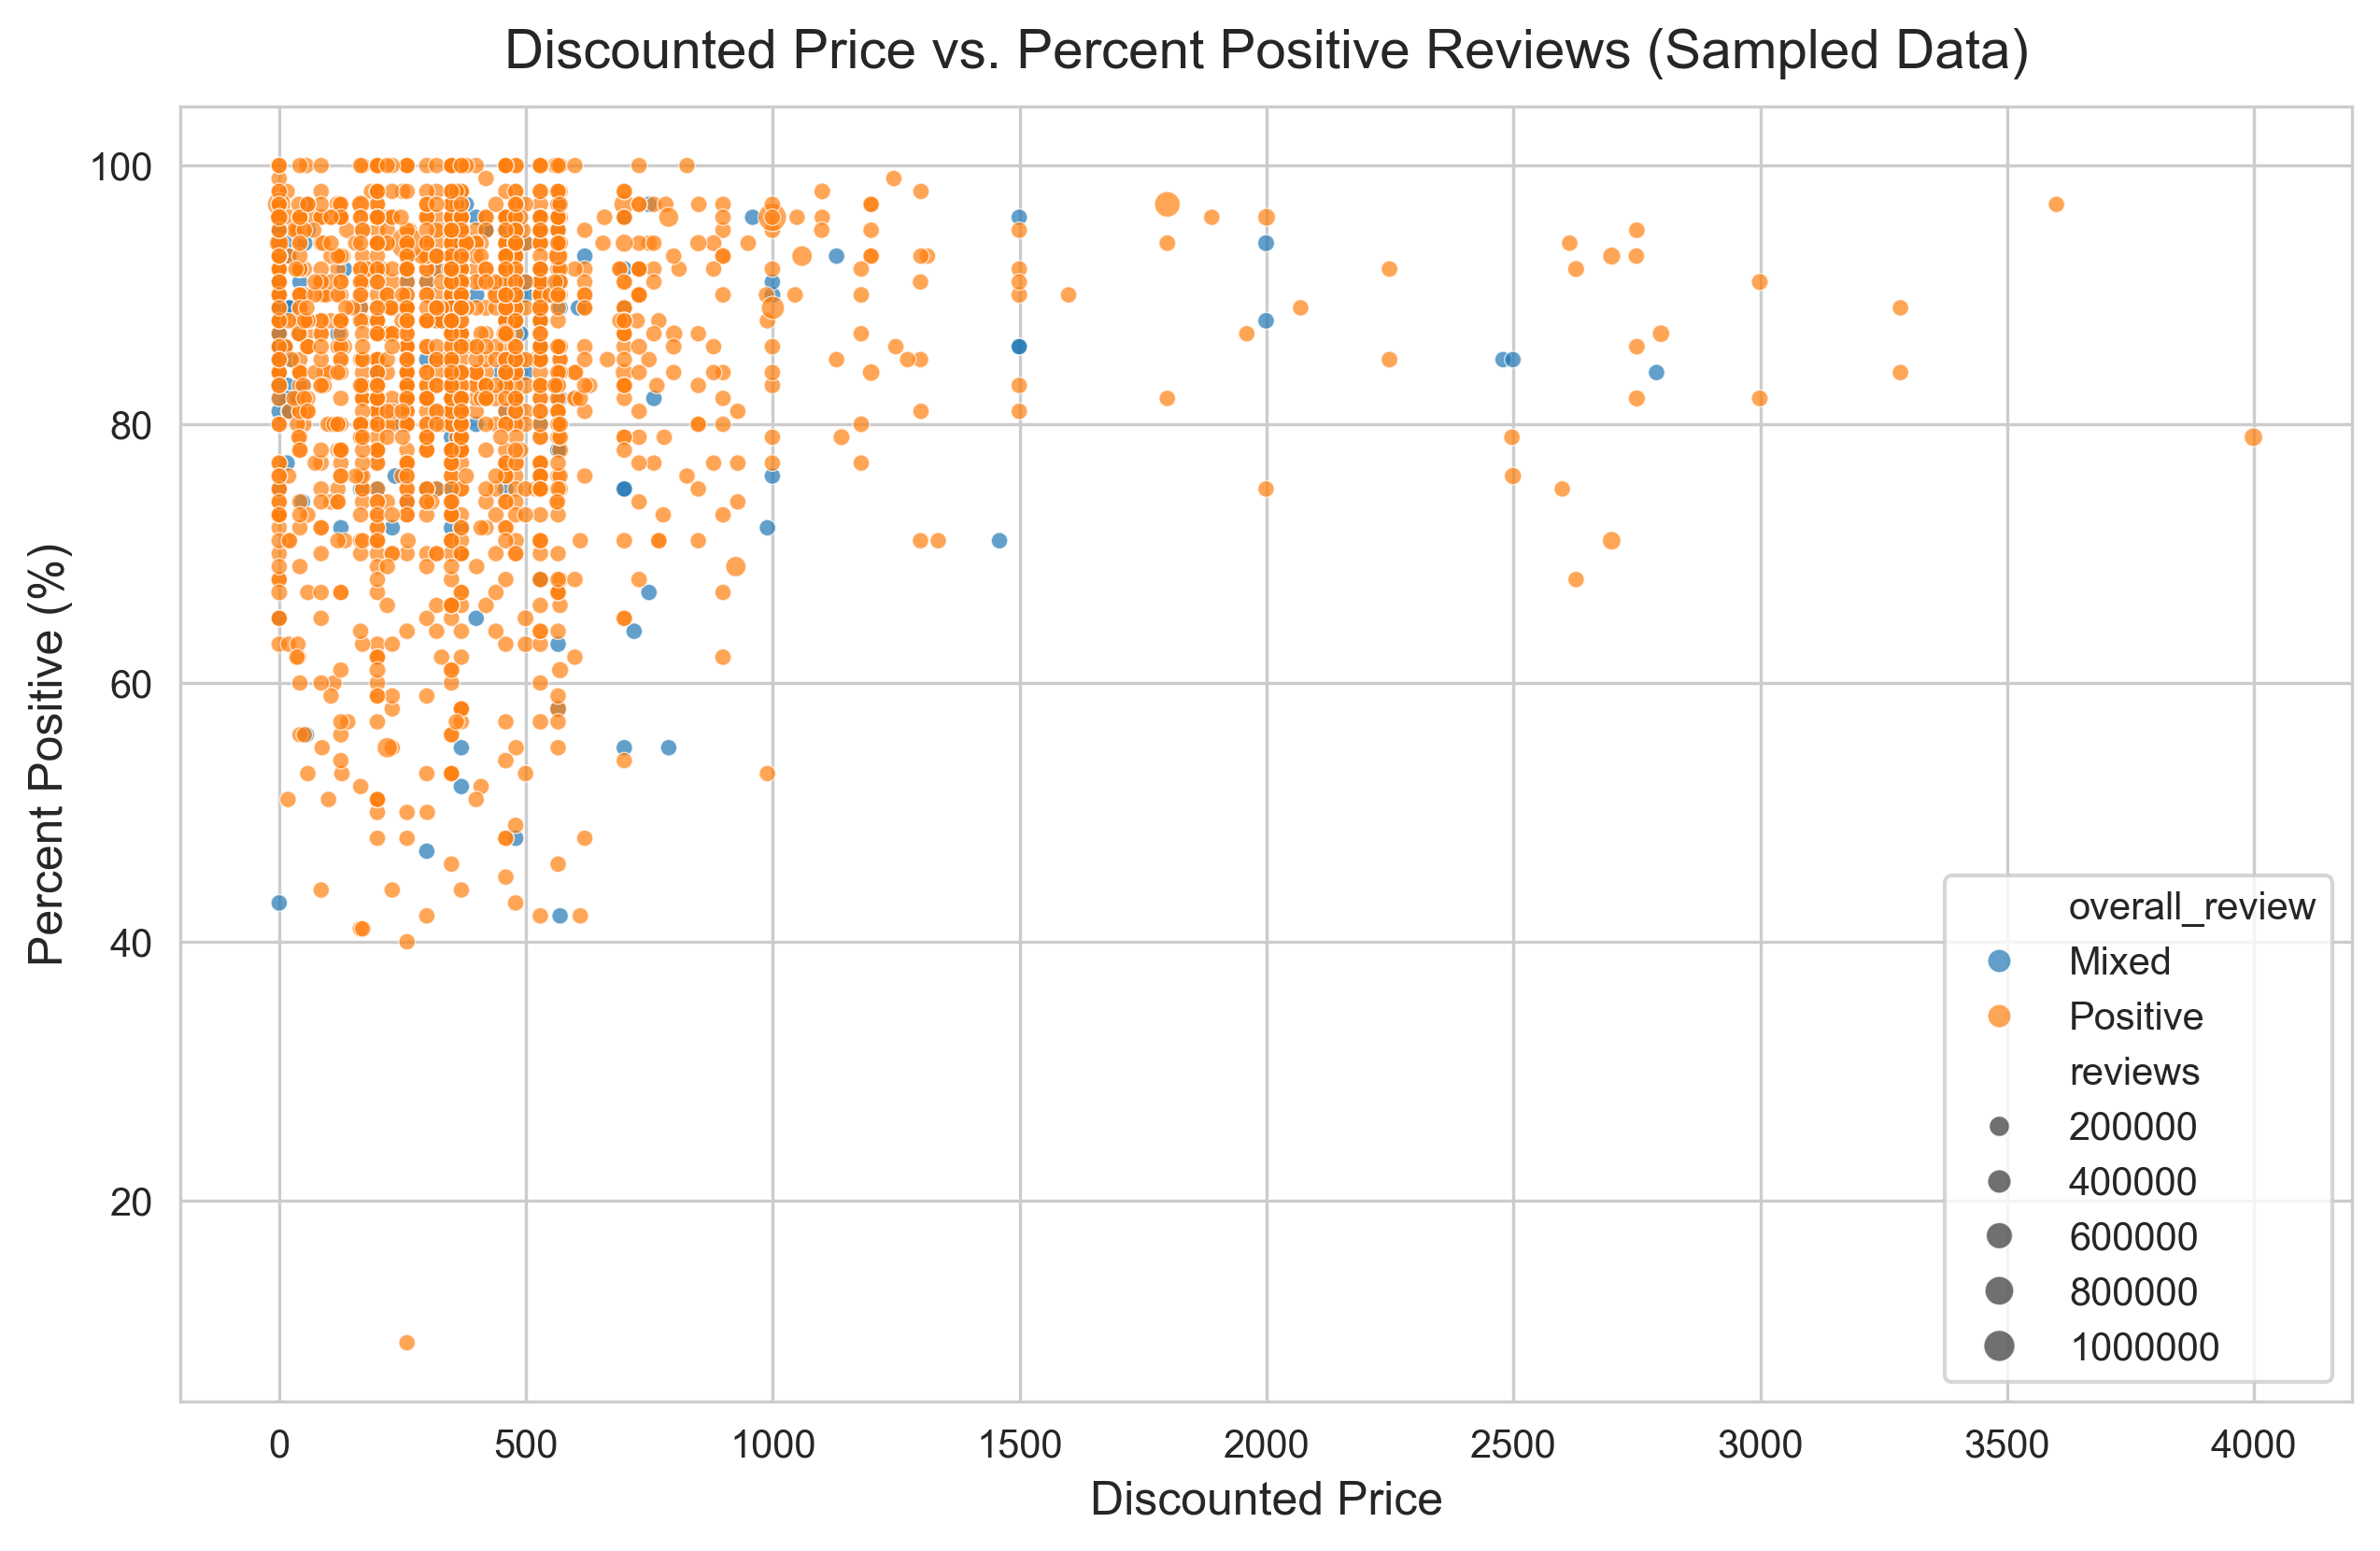 Discounted Price vs. Percent Positive Reviews (Sampled Data)
Percent Positive (%)
100
80
60
40
20
0
500
1000
1500
2000
2500
3000
3500
4000
Discounted Price
overall_review
Mixed
Positive
reviews
200000
400000
600000
800000
1000000